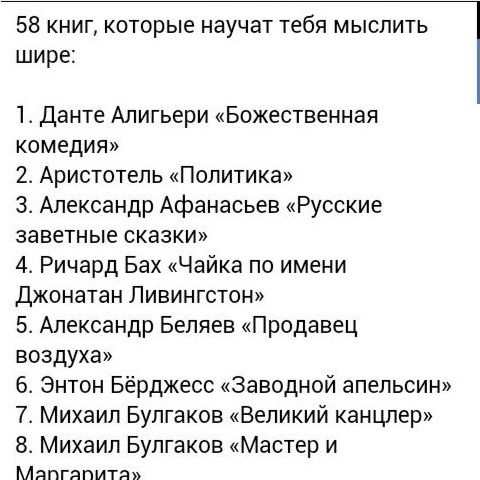 58 книг, которые научат тебя мыслить
шире:
1. Данте Алигьери «Божественная
комедия»
2. Аристотель «Политика»
3. Александр Афанасьев «Русские
заветные сказки»
4. Ричард Бах «Чайка по имени
Джонатан Ливингстон»
5. Александр Беляев «Продавец
воздуха»
6. Энтон Бёрджесс «Заводной апельсин»
7. Михаил Булгаков «Великий канцлер»
8. Михаил Булгаков «Мастер и
Маргарита»